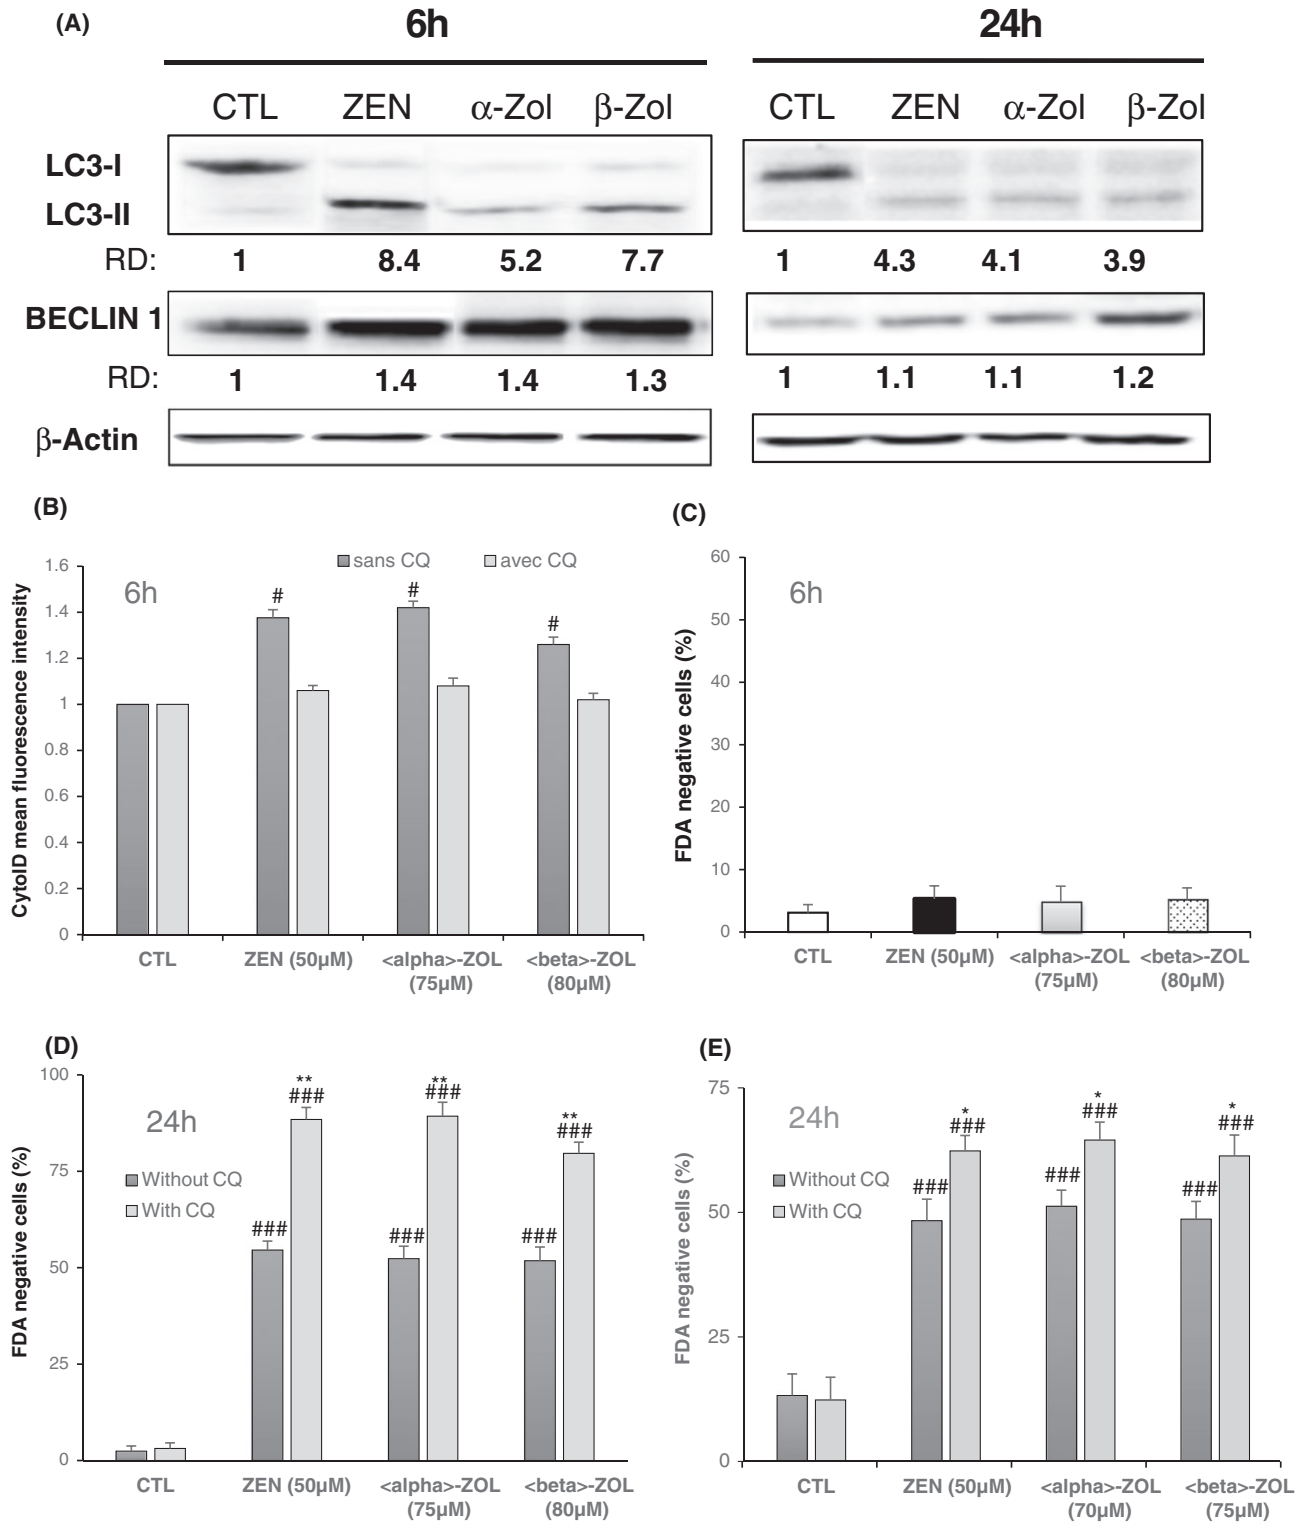 (A)
6h
24h
CTL ZEN α-Zol β-Zol
CTL ZEN α-Zol β-Zol
LC3-I
LC3-II
RD: 1 8.4 5.2 7.7
1 4.3 4.1 3.9
BECLIN 1
RD: 1 1.4 1.4 1.3
1 1.1 1.1 1.2
β-Actin
(B)
CytoID mean fluorescence intensity
1.6
1.4
1.2
1
0.8
0.6
0.4
0.2
0
6h
sans CQ avec CQ
# # #
CTL ZEN (50µM) <alpha>-ZOL <beta>-ZOL
(75µM) (80µM)
(C)
FDA negative cells (%)
60
50
40
30
20
10
0
6h
CTL ZEN (50µM) <alpha>-ZOL <beta>-ZOL
(75µM) (80µM)
(D)
FDA negative cells (%)
100
75
50
25
0
24h
Without CQ
With CQ
** ** **
### ### ###
### ### ###
CTL ZEN (50µM) <alpha>-ZOL <beta>-ZOL
(75µM) (80µM)
(E)
FDA negative cells (%)
75
50
25
0
24h
Without CQ
With CQ
* * *
### ### ###
### ### ###
CTL ZEN (50µM) <alpha>-ZOL <beta>-ZOL
(70µM) (75µM)